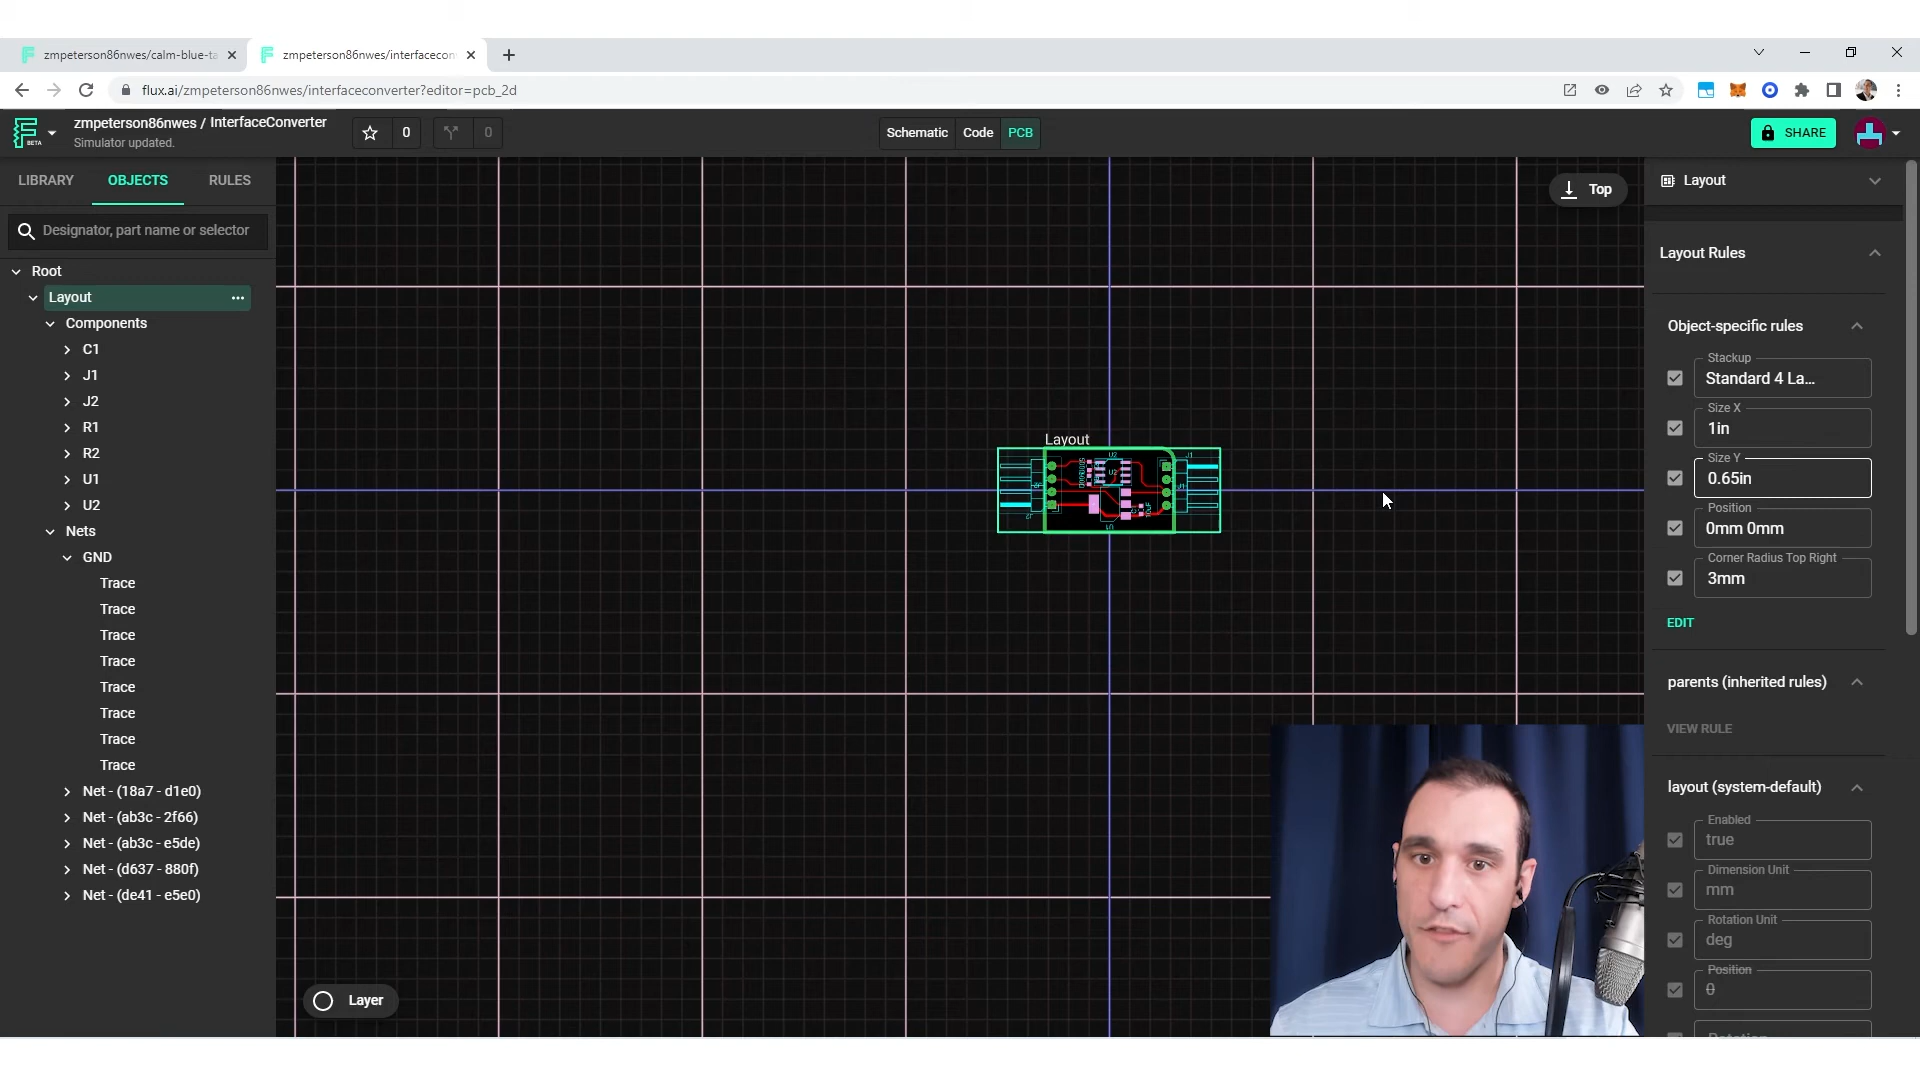 zmpeterson86nwes/calm-blue-ta
zmpeterson86nwes/interfacecon
flux.ai/zmpeterson86nwes/interfaceconverter?editor=pcb_2d
BETA
zmpeterson86nwes / InterfaceConverter
Simulator updated.
0
0
Schematic
Code
PCB
SHARE
LIBRARY
OBJECTS
RULES
Designator, part name or selector
Root
Layout
Components
C1
J1
J2
R1
R2
U1
U2
Nets
GND
Trace
Trace
Trace
Trace
Trace
Trace
Trace
Trace
Net - (18a7 - d1e0)
Net - (ab3c - 2f66)
Net - (ab3c - e5de)
Net - (d637 - 880f)
Net - (de41 - e5e0)
Top
Layout
U2
J1
U2
Layer
Layout
Layout Rules
Object-specific rules
Stackup
Standard 4 La...
Size X
1in
Size Y
0.65in
Position
0mm 0mm
Corner Radius Top Right
3mm
EDIT
parents (inherited rules)
VIEW RULE
layout (system-default)
Enabled
true
Dimension Unit
mm
Rotation Unit
deg
Position
0
Rotation